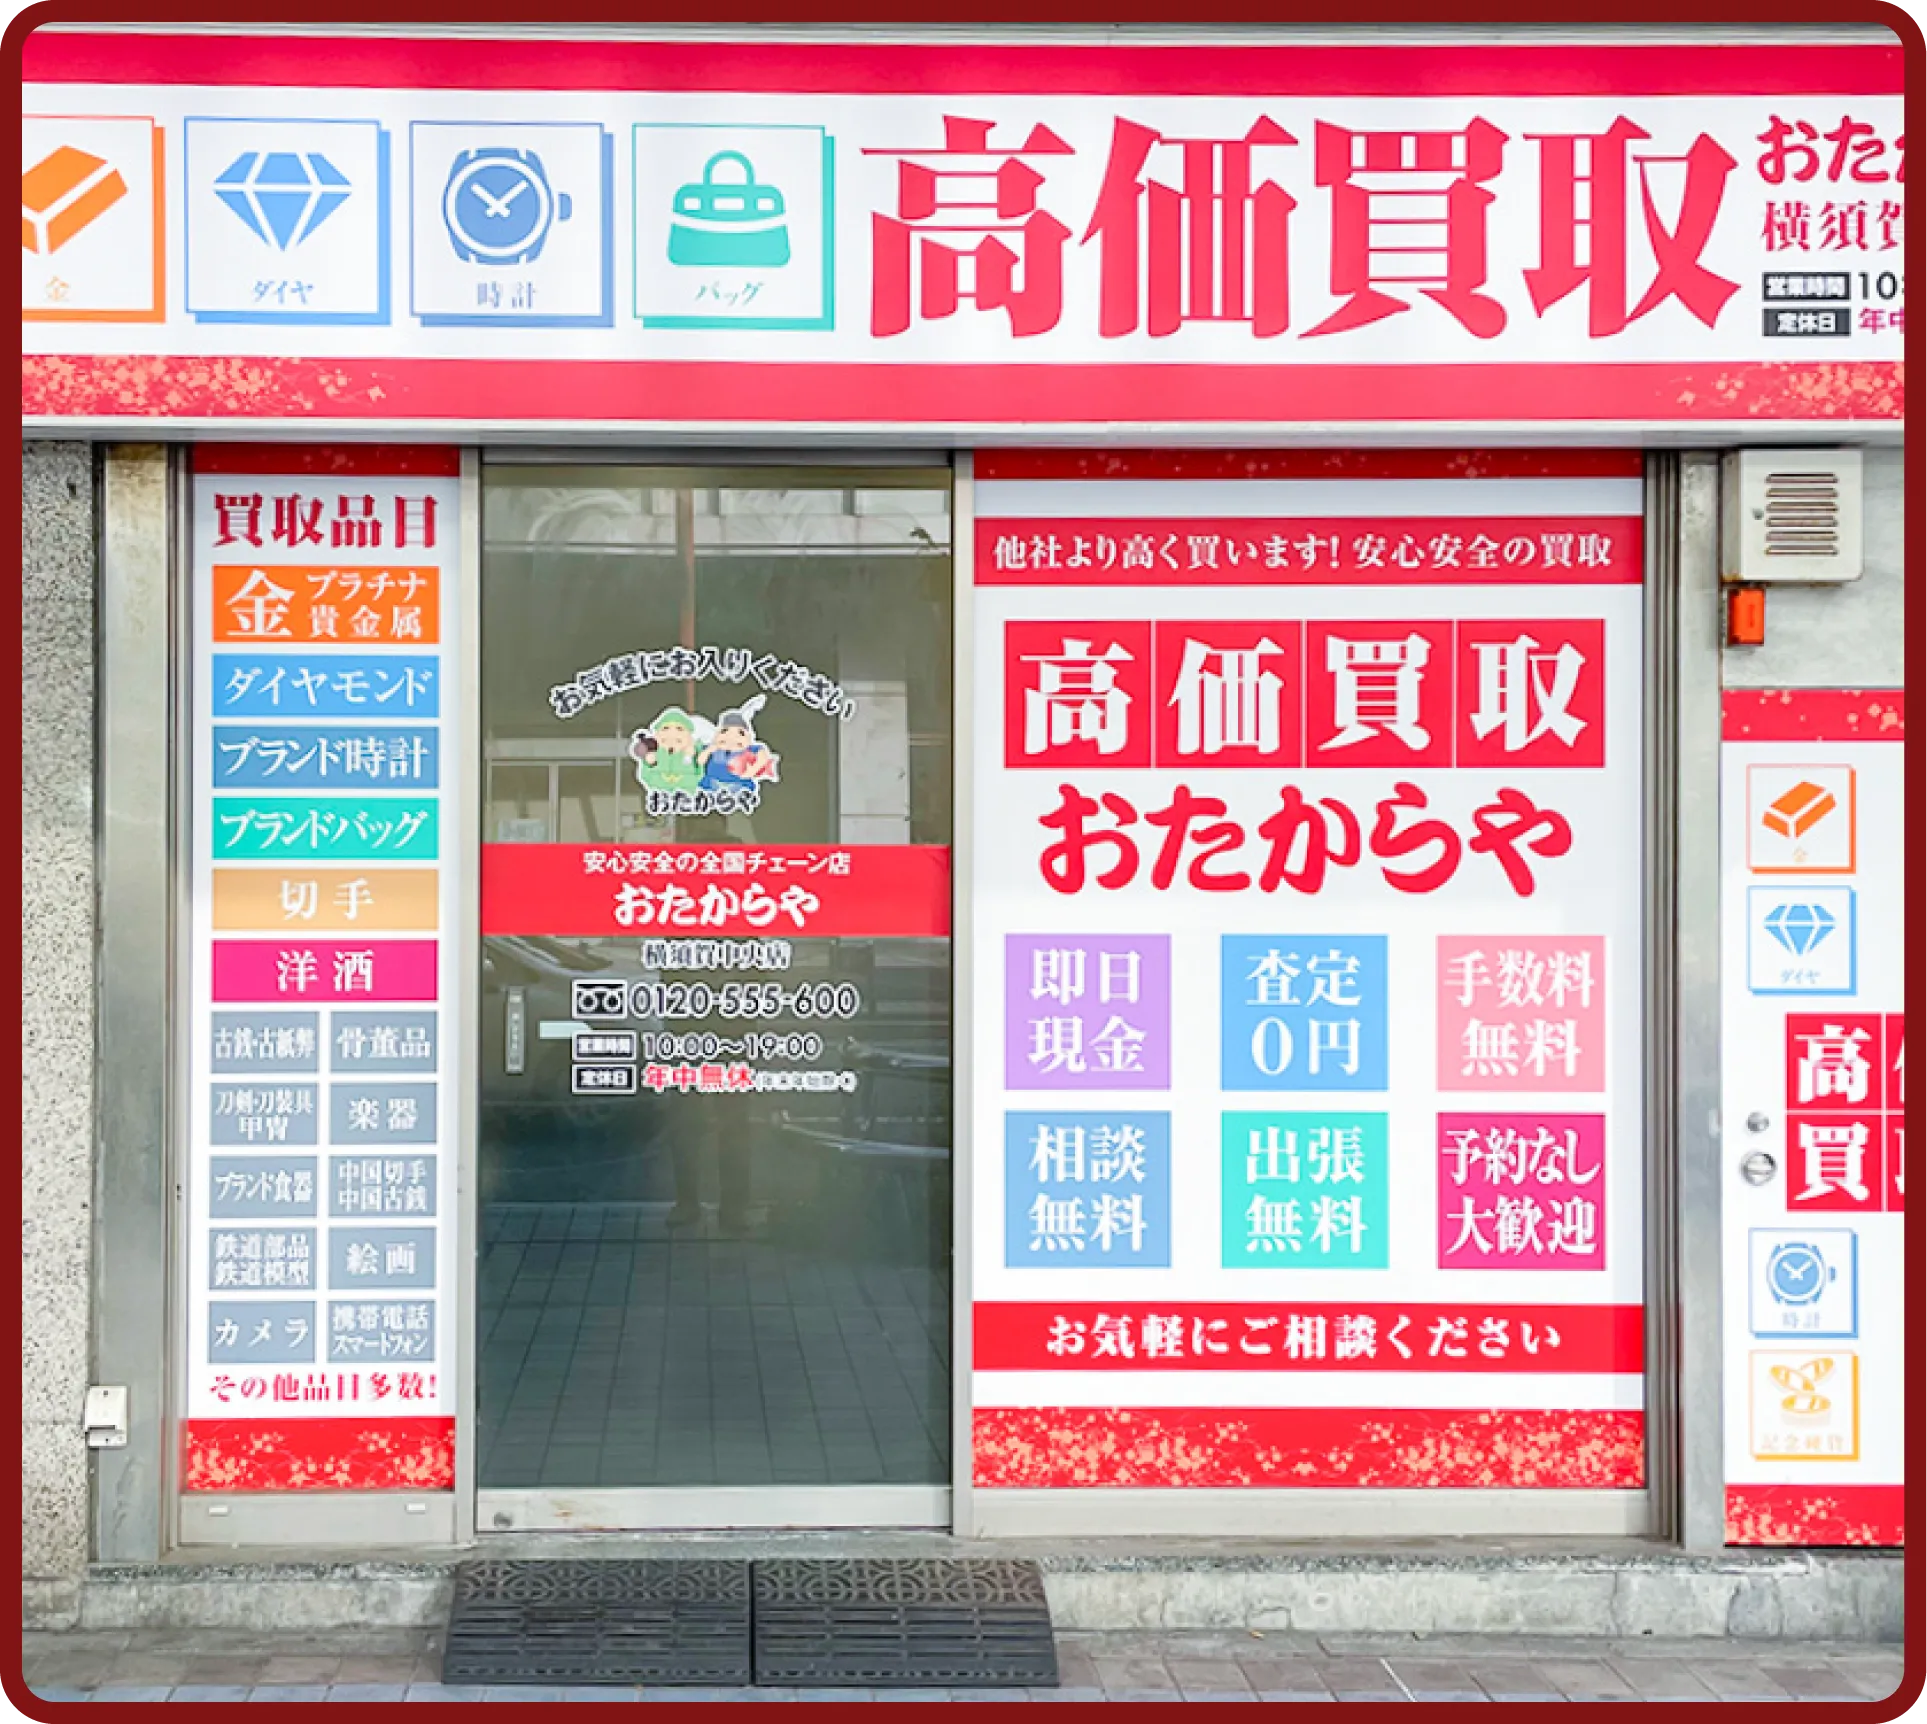 金
ダイヤ
時計
バッグ
高価買取
おた
横須賀
営業時間 10:
定休日 年中
買取品目
金 プラチナ
貴金属
ダイヤモンド
ブランド時計
ブランドバッグ
切手
洋酒
古銭・古紙幣
骨董品
刀剣・刀装具
甲冑
楽器
ブランド食器
中国切手
中国古銭
鉄道部品
鉄道模型
絵画
カメラ
携帯電話
スマートフォン
その他品目多数!
お気軽にお入りください
おたからや
安心安全の全国チェーン店
おたからや
横須賀中央店
0120-555-600
営業時間 10:00～19:00
定休日 年中無休(年末年始除く)
他社より高く買います! 安心安全の買取
高価買取
おたからや
即日
現金
査定
0円
手数料
無料
相談
無料
出張
無料
予約なし
大歓迎
お気軽にご相談ください
金
ダイヤ
高
買
時計
記念硬貨